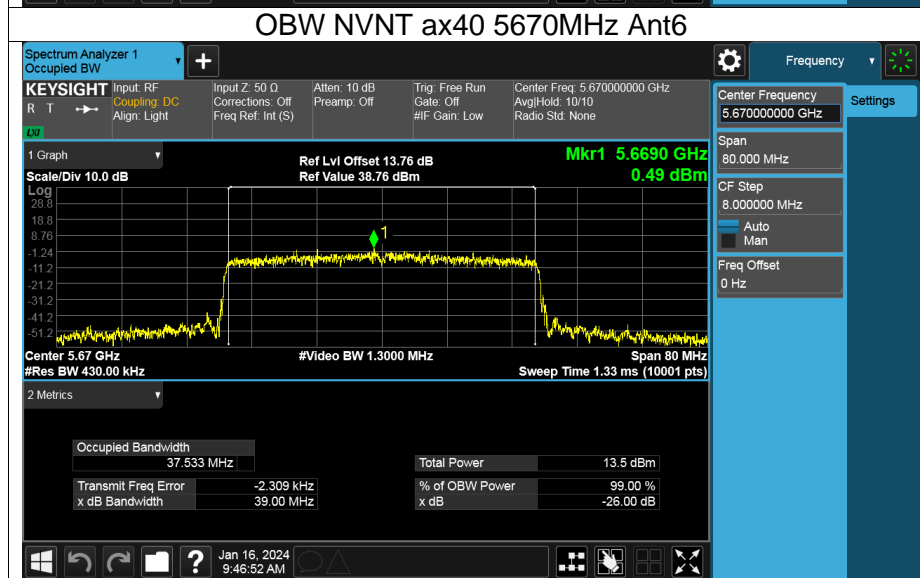 OBW NVNT ax40 5670MHz Ant6
Spectrum Analyzer 1
Occupied BW
+
Frequency
KEYSIGHT
R T
LXI
Input: RF
Coupling: DC
Align: Light
Input Z: 50 Ω
Corrections: Off
Freq Ref: Int (S)
Atten: 10 dB
Preamp: Off
Trig: Free Run
Gate: Off
#IF Gain: Low
Center Freq: 5.670000000 GHz
Avg|Hold: 10/10
Radio Std: None
Center Frequency
5.670000000 GHz
Settings
Span
80.000 MHz
CF Step
8.000000 MHz
Auto
Man
Freq Offset
0 Hz
1 Graph
Scale/Div 10.0 dB
Ref Lvl Offset 13.76 dB
Ref Value 38.76 dBm
Mkr1 5.6690 GHz
0.49 dBm
Log
28.8
18.8
8.76
-1.24
-11.2
-21.2
-31.2
-41.2
-51.2
1
Center 5.67 GHz
#Res BW 430.00 kHz
#Video BW 1.3000 MHz
Span 80 MHz
Sweep Time 1.33 ms (10001 pts)
2 Metrics
Occupied Bandwidth
37.533 MHz
Total Power 13.5 dBm
Transmit Freq Error -2.309 kHz
% of OBW Power 99.00 %
x dB Bandwidth 39.00 MHz
x dB -26.00 dB
?
Jan 16, 2024
9:46:52 AM